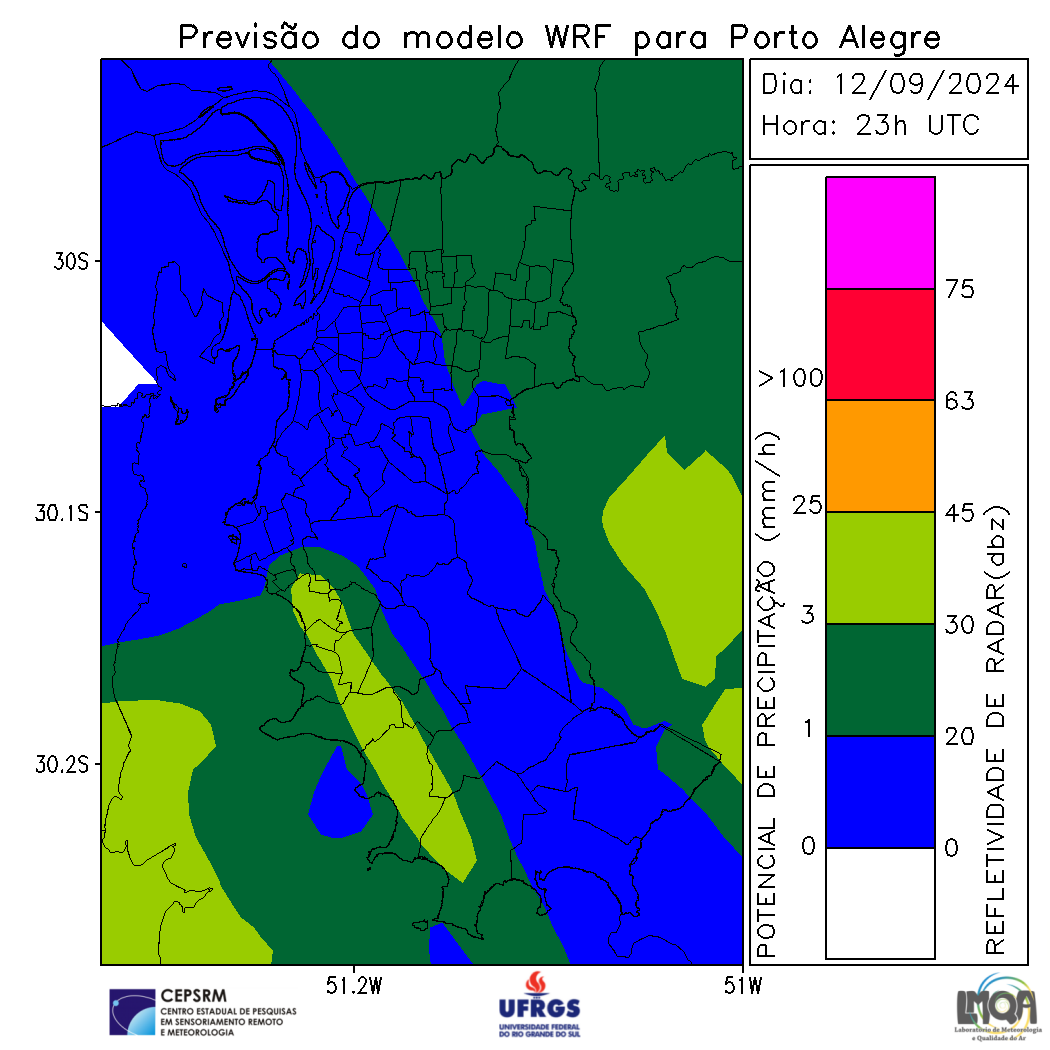 Previsão do modelo WRF para Porto Alegre
Dia: 12/09/2024
Hora: 23h UTC
30S
30.1S
30.2S
51.2W
51W
POTENCIAL DE PRECIPITAÇÃO (mm/h)
>100
25
3
1
0
75
63
45
30
20
0
REFLETIVIDADE DE RADAR(dbz)
CEPSRM
CENTRO ESTADUAL DE PESQUISAS
EM SENSORIAMENTO REMOTO
E METEOROLOGIA
UFRGS
UNIVERSIDADE FEDERAL
DO RIO GRANDE DO SUL
LMQA
Laboratório de Meteorologia
e Qualidade do Ar